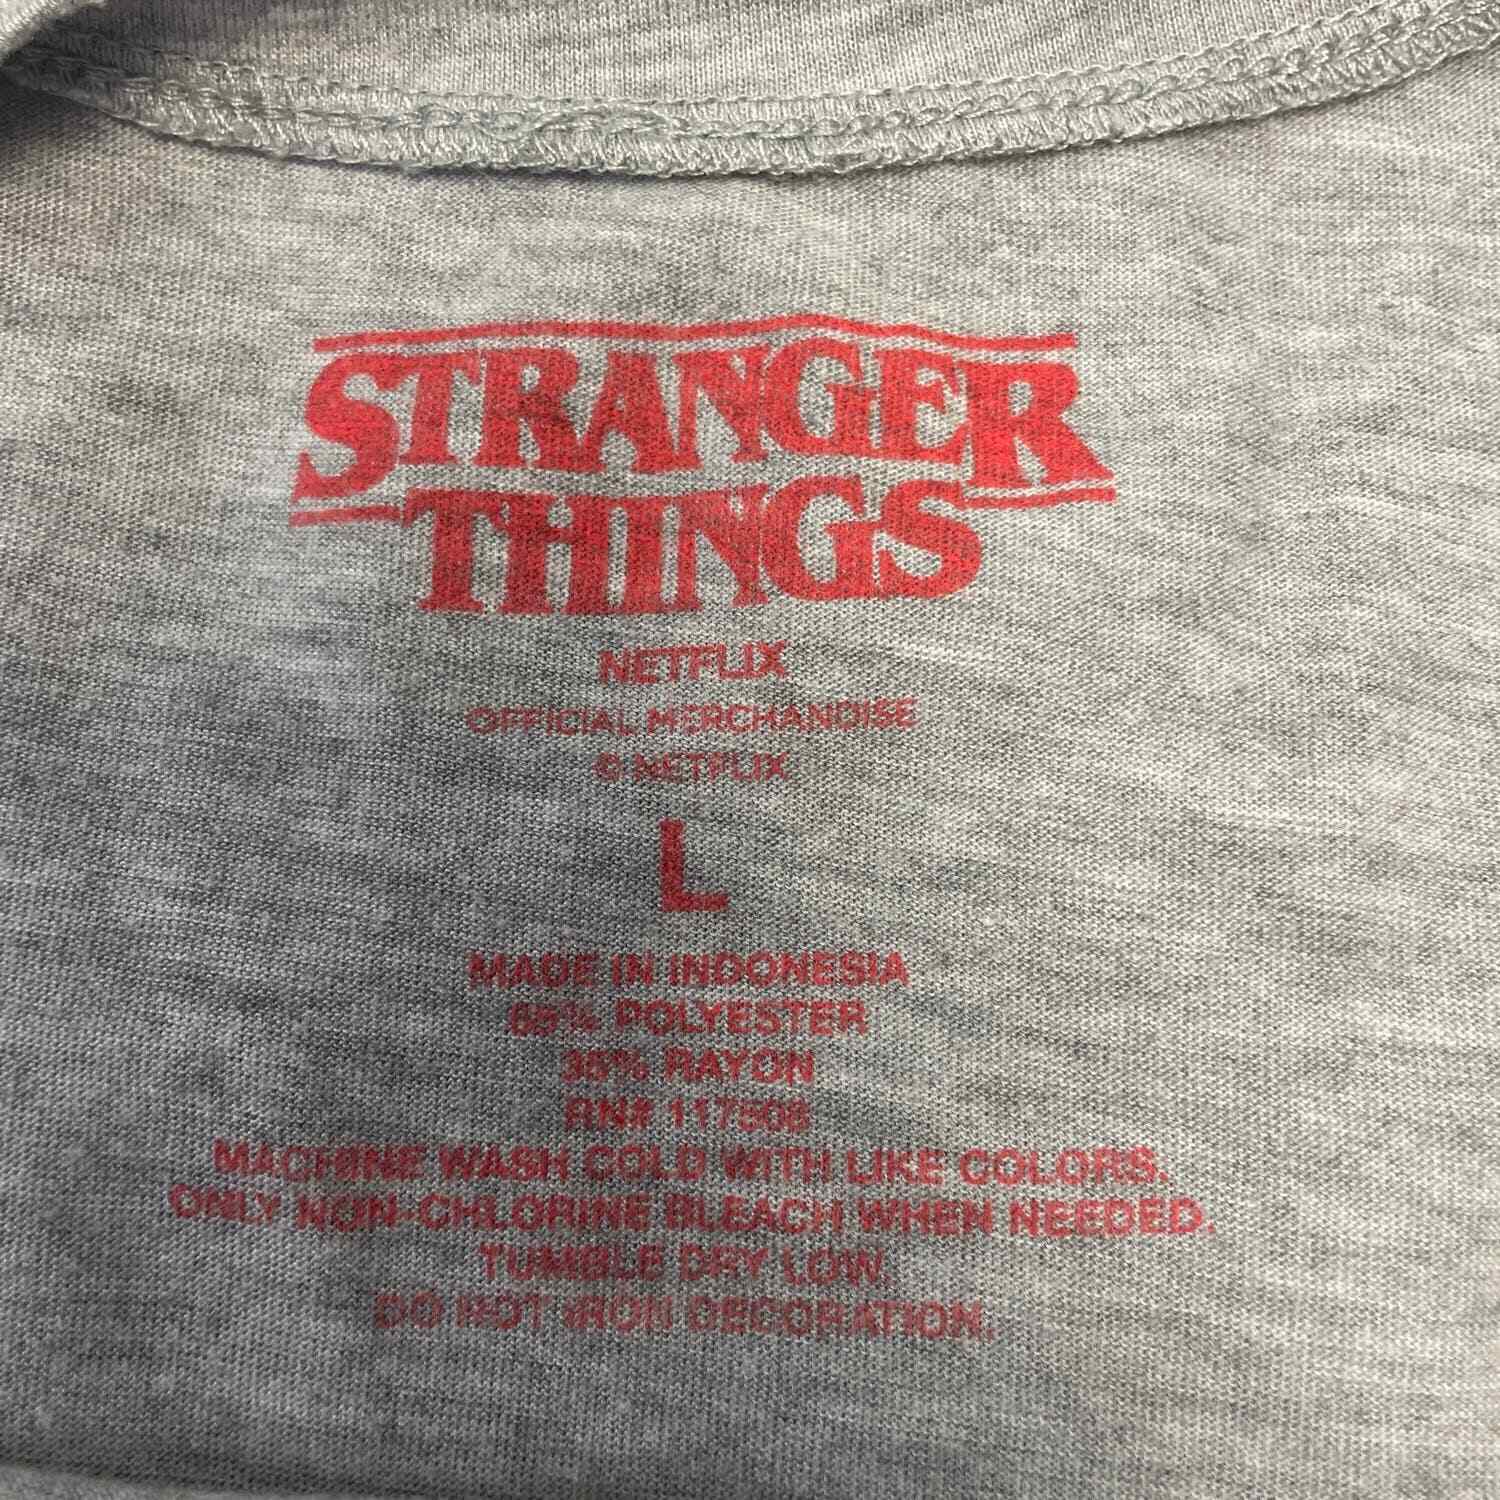 STRANGER
THINGS
NETFLIX
OFFICIAL MERCHANDISE
© NETFLIX
L
MADE IN INDONESIA
65% POLYESTER
35% RAYON
RN# 117506
MACHINE WASH COLD WITH LIKE COLORS.
ONLY NON-CHLORINE BLEACH WHEN NEEDED.
TUMBLE DRY LOW.
DO NOT IRON DECORATION.